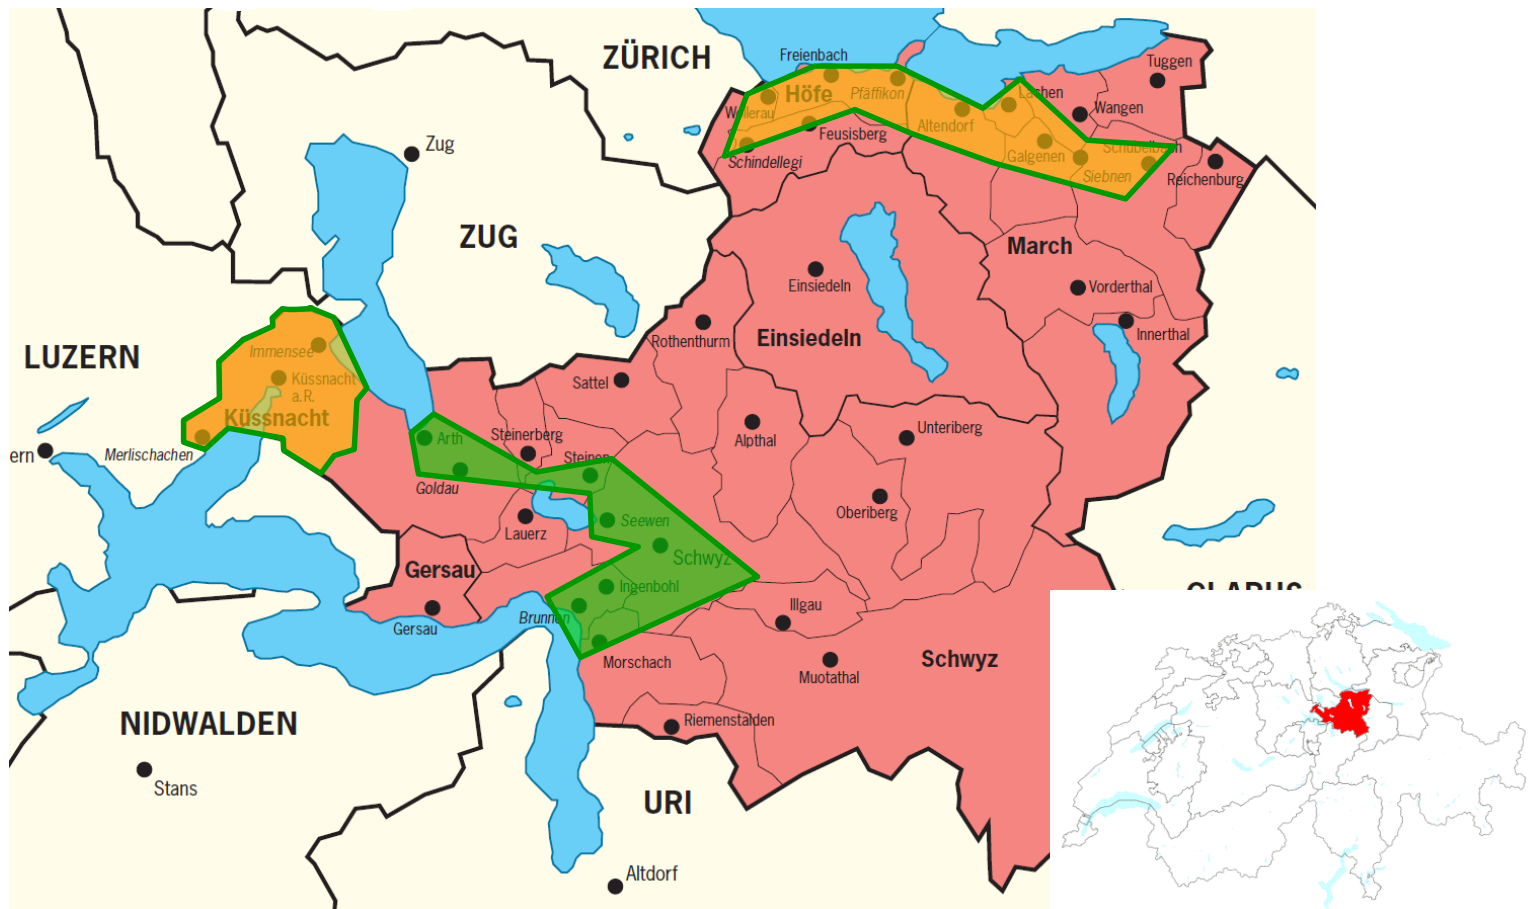 Freienbach
ZÜRICH
Tuggen
Höfe
Pfäffikon
Lachen
Wangen
Wollerau
Altendorf
Feusisberg
Zug
Schübelbach
Galgenen
Schindellegi
Siebnen
Reichenburg
ZUG
March
Einsiedeln
Vorderthal
Innerthal
Rothenthurm
Einsiedeln
LUZERN
Immensee
Küssnacht
a.R.
Sattel
Küssnacht
Arth
Steinerberg
Alpthal
Unteriberg
ern
Merlischachen
Steinen
Goldau
Oberiberg
Seewen
Lauerz
Schwyz
Gersau
Ingenbohl
GLARUS
Illgau
Brunnen
Gersau
Morschach
Schwyz
Muotathal
NIDWALDEN
Riemenstalden
Stans
URI
Altdorf